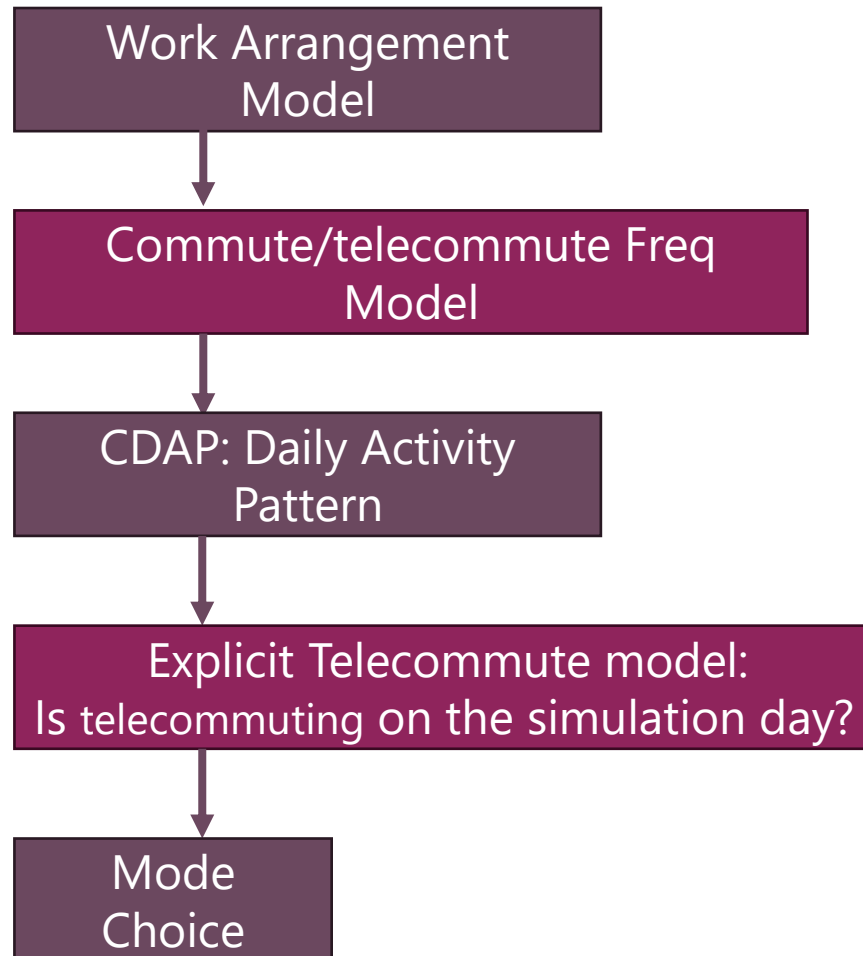 Work Arrangement
Model
Commute/telecommute Freq
Model
CDAP: Daily Activity
Pattern
Explicit Telecommute model:
Is telecommuting on the simulation day?
Mode
Choice